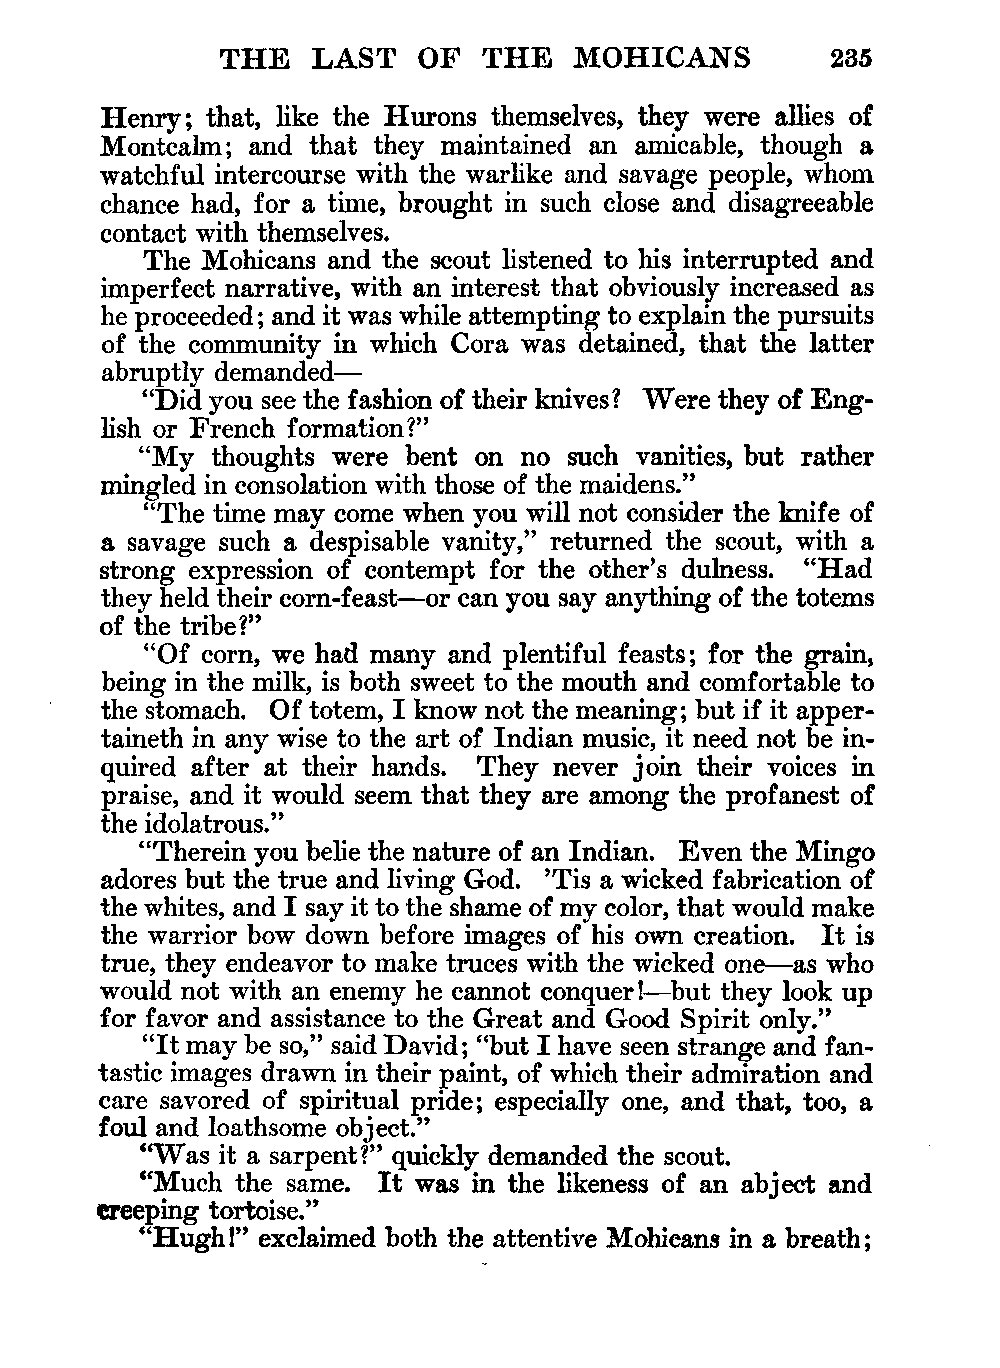 THE LAST OF THE MOHICANS 235
Henry; that, like the Hurons themselves, they were allies of
Montcalm; and that they maintained an amicable, though a
watchful intercourse with the warlike and savage people, whom
chance had, for a time, brought in such close and disagreeable
contact with themselves.
The Mohicans and the scout listened to his interrupted and
imperfect narrative, with an interest that obviously increased as
he proceeded; and it was while attempting to explain the pursuits
of the community in which Cora was detained, that the latter
abruptly demanded—
“Did you see the fashion of their knives? Were they of Eng-
lish or French formation?”
“My thoughts were bent on no such vanities, but rather
mingled in consolation with those of the maidens.”
“The time may come when you will not consider the knife of
a savage such a despisable vanity,” returned the scout, with a
strong expression of contempt for the other’s dulness. “Had
they held their corn-feast—or can you say anything of the totems
of the tribe?”
“Of corn, we had many and plentiful feasts; for the grain,
being in the milk, is both sweet to the mouth and comfortable to
the stomach. Of totem, I know not the meaning; but if it apper-
taineth in any wise to the art of Indian music, it need not be in-
quired after at their hands. They never join their voices in
praise, and it would seem that they are among the profanest of
the idolatrous.”
“Therein you belie the nature of an Indian. Even the Mingo
adores but the true and living God. ’Tis a wicked fabrication of
the whites, and I say it to the shame of my color, that would make
the warrior bow down before images of his own creation. It is
true, they endeavor to make truces with the wicked one—as who
would not with an enemy he cannot conquer!—but they look up
for favor and assistance to the Great and Good Spirit only.”
“It may be so,” said David; “but I have seen strange and fan-
tastic images drawn in their paint, of which their admiration and
care savored of spiritual pride; especially one, and that, too, a
foul and loathsome object.”
“Was it a sarpent?” quickly demanded the scout.
“Much the same. It was in the likeness of an abject and
creeping tortoise.”
“Hugh!” exclaimed both the attentive Mohicans in a breath;